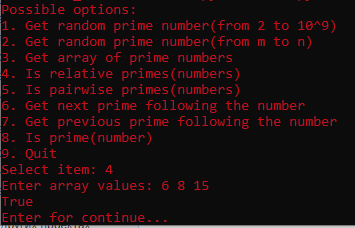 Possible options:
1. Get random prime number(from 2 to 10^9)
2. Get random prime number(from m to n)
3. Get array of prime numbers
4. Is relative primes(numbers)
5. Is pairwise primes(numbers)
6. Get next prime following the number
7. Get previous prime following the number
8. Is prime(number)
9. Quit
Select item: 4
Enter array values: 6 8 15
True
Enter for continue...